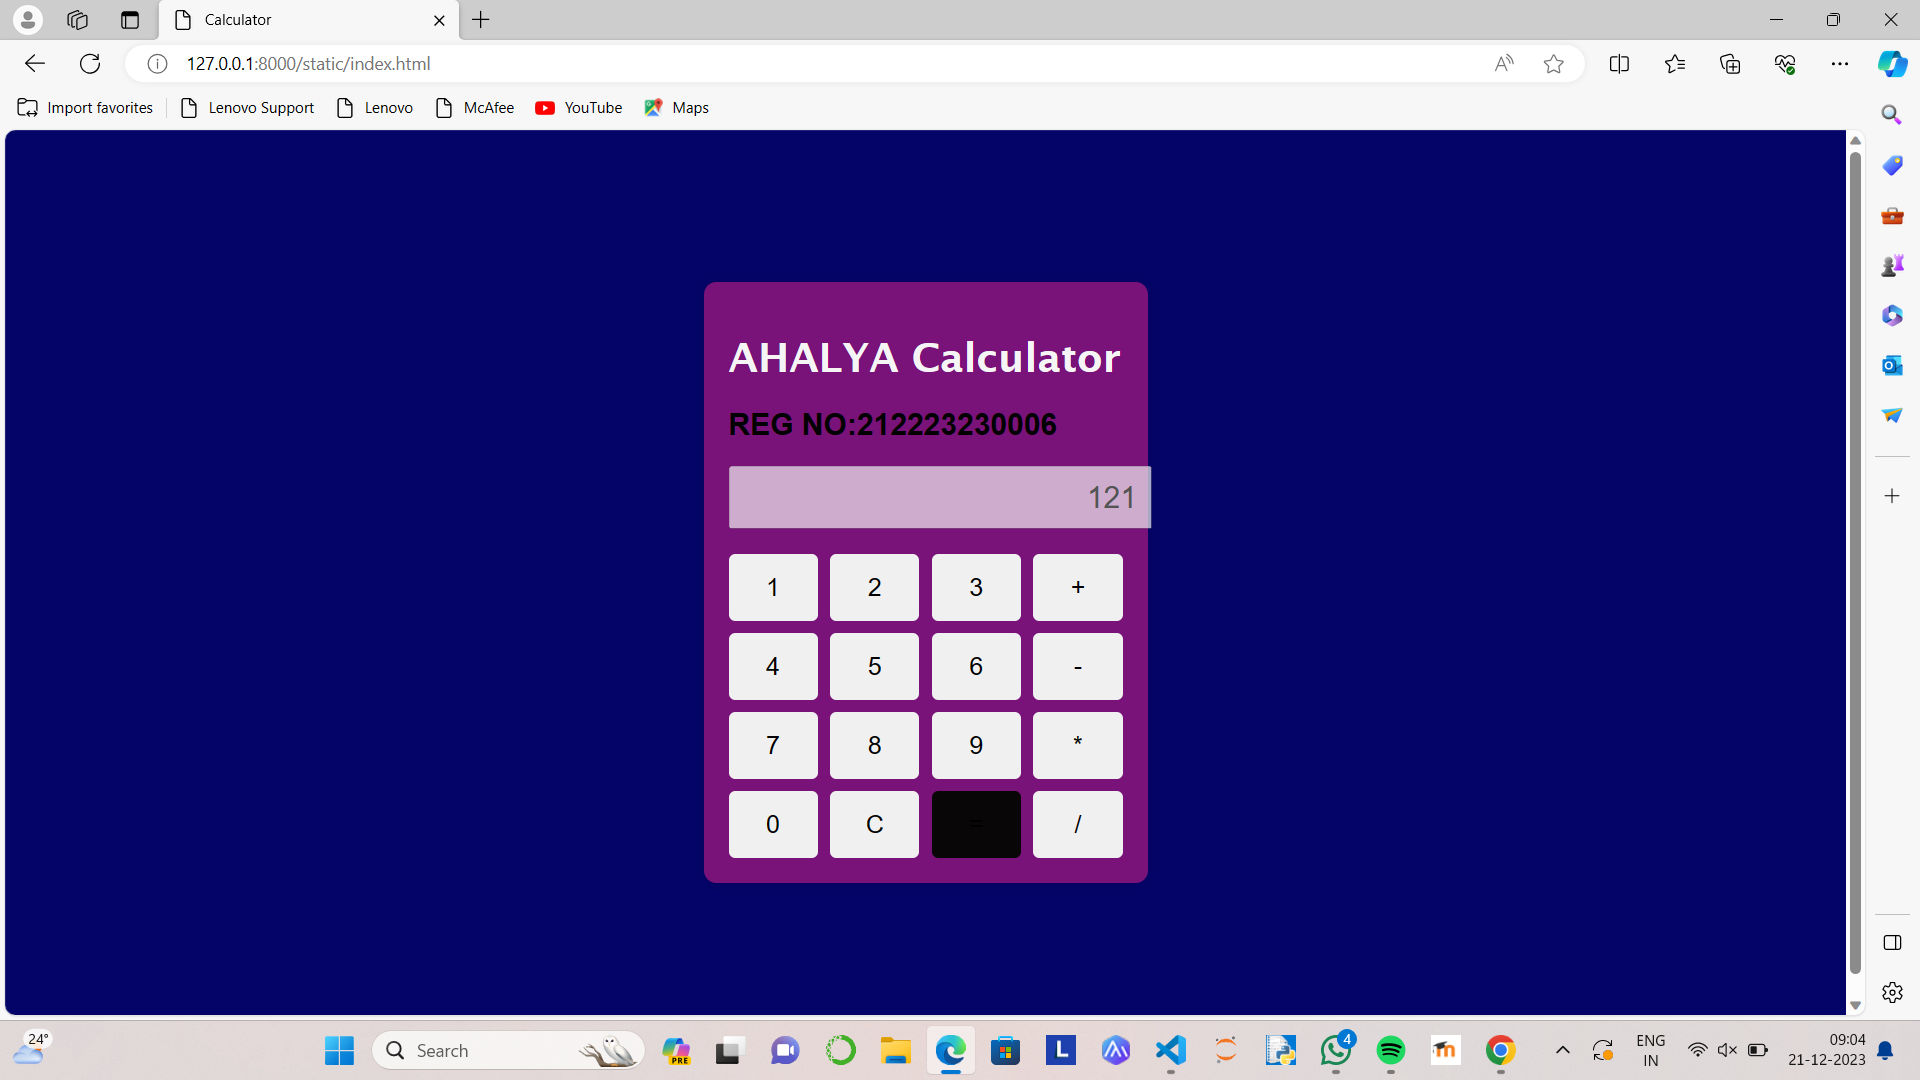 Calculator
127.0.0.1:8000/static/index.html
Import favorites Lenovo Support Lenovo McAfee YouTube Maps
AHALYA Calculator
REG NO:212223230006
121
1 2 3 +
4 5 6 -
7 8 9 *
0 C = /
24°
Search
PRE
L
4
ENG
IN
09:04
21-12-2023